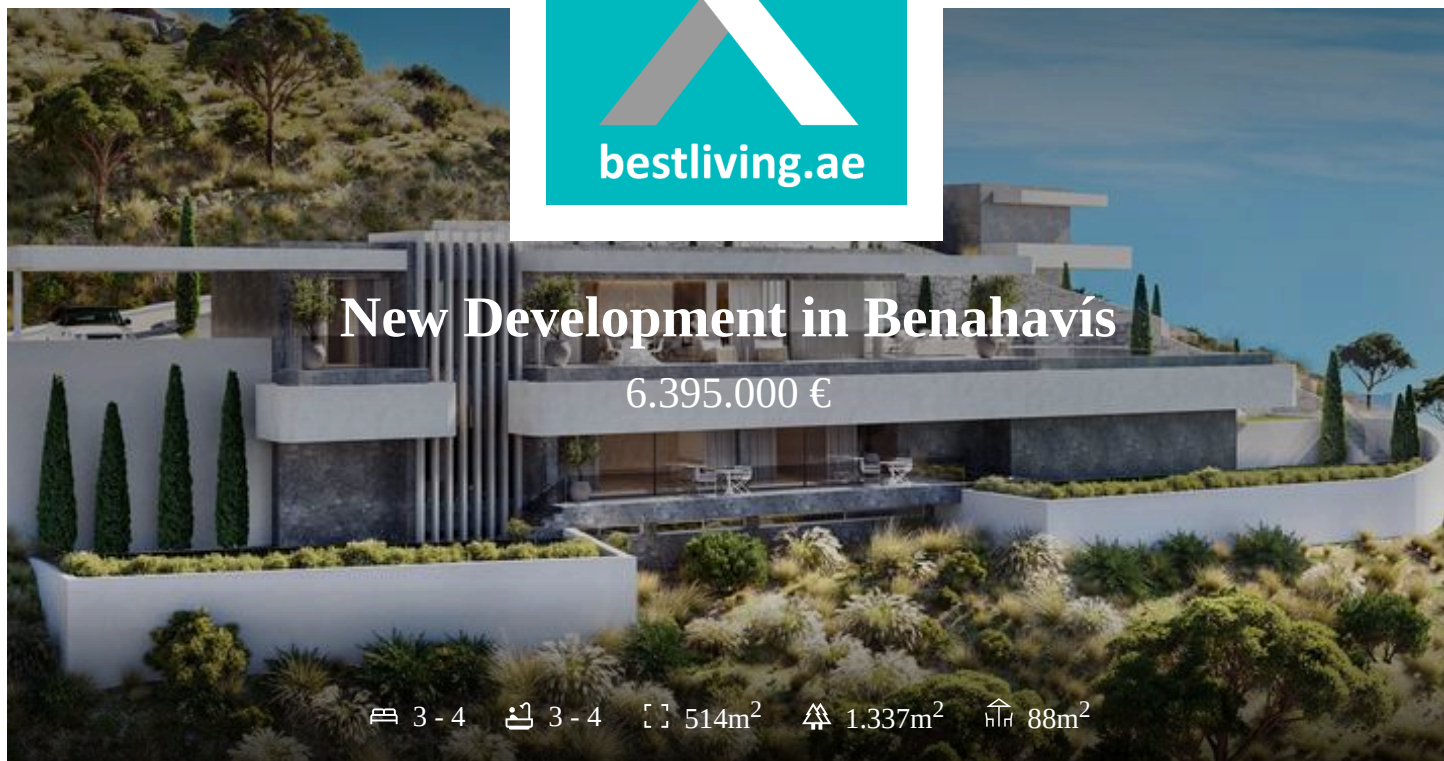 bestliving.ae
New Development in Benahavís
6.395.000 €
3 - 4 3 - 4 514m² 1.337m² 88m²